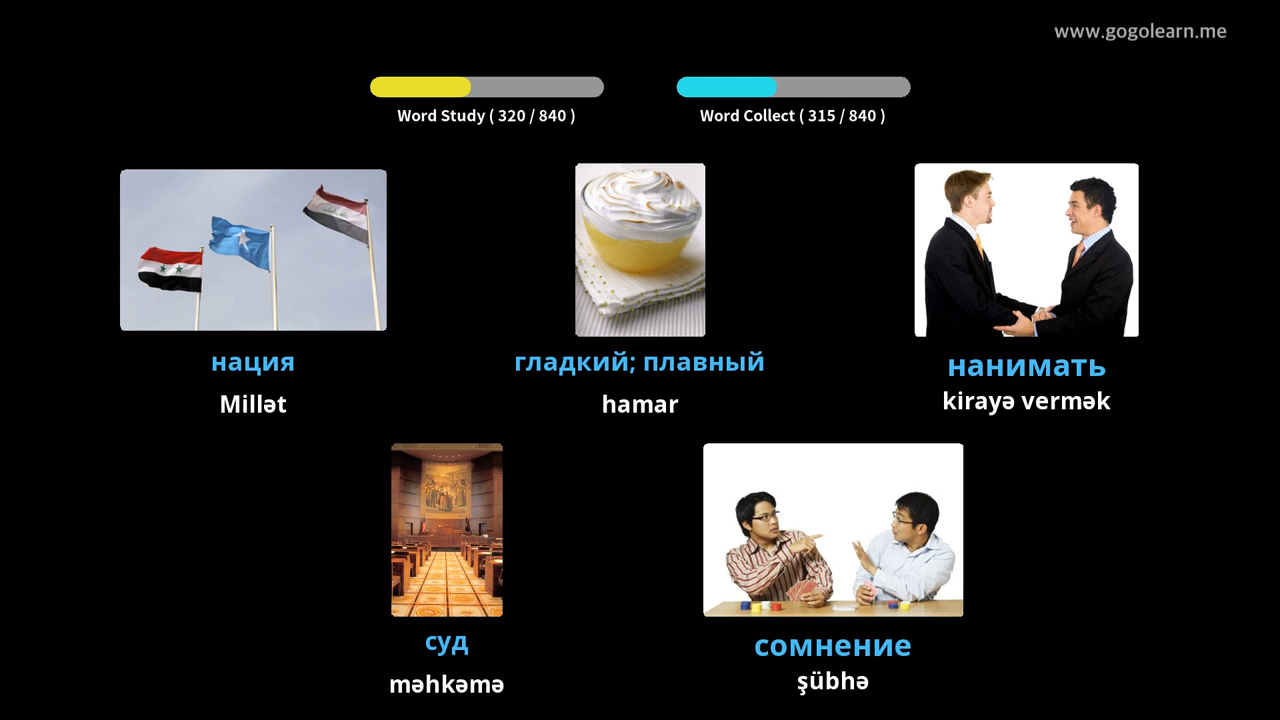 www.gogolearn.me
Word Study ( 320 / 840 )
Word Collect ( 315 / 840 )
нация
гладкий; плавный
нанимать
Millət
hamar
kirayə vermək
суд
сомнение
məhkəmə
şübhə